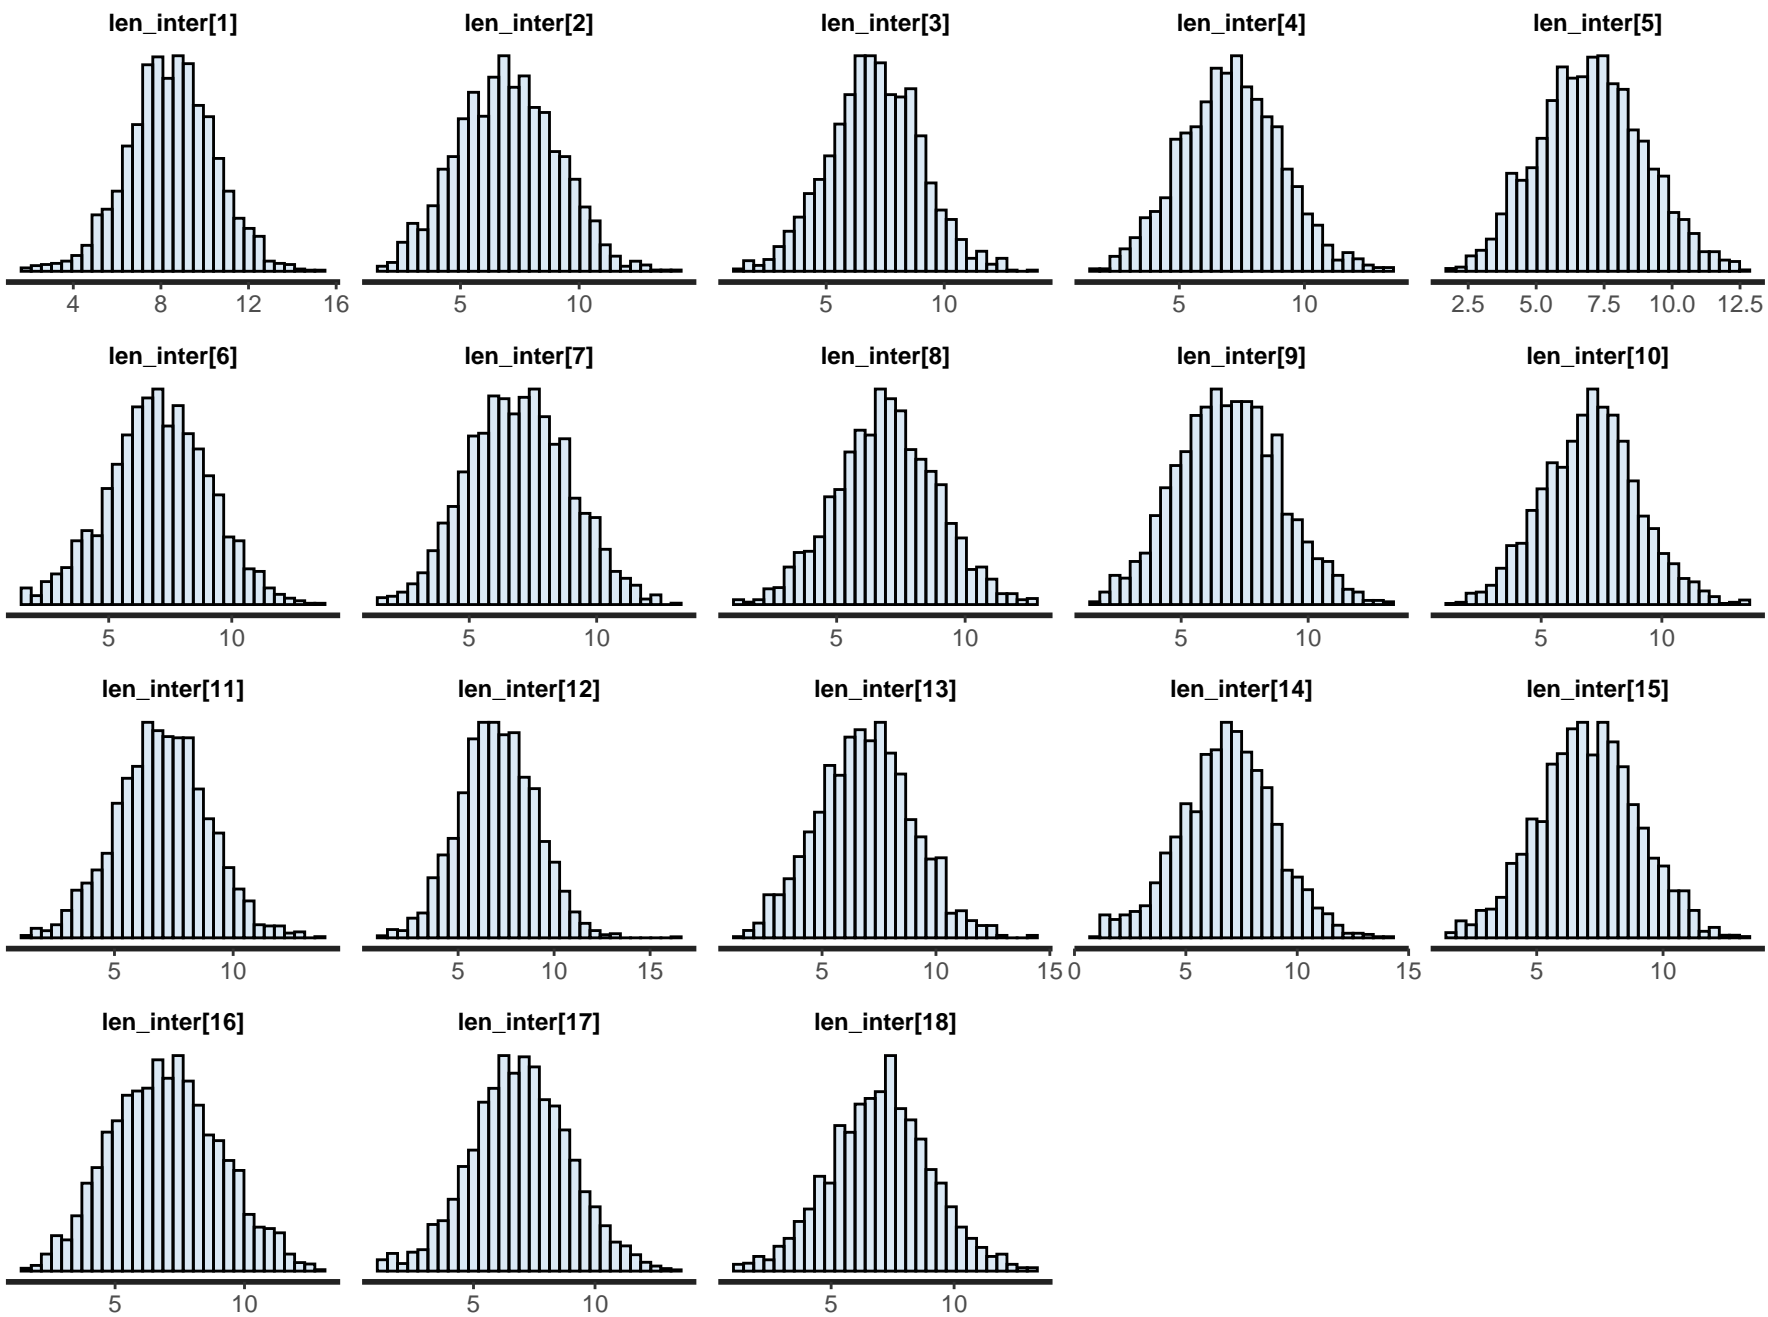 len_inter[1] len_inter[2] len_inter[3] len_inter[4] len_inter[5]
4 8 12 16 5 10 5 10 5 10 2.5 5.0 7.5 10.0 12.5
len_inter[6] len_inter[7] len_inter[8] len_inter[9] len_inter[10]
5 10 5 10 5 10 5 10 5 10
len_inter[11] len_inter[12] len_inter[13] len_inter[14] len_inter[15]
5 10 5 10 15 5 10 15 0 5 10 15 5 10
len_inter[16] len_inter[17] len_inter[18]
5 10 5 10 5 10